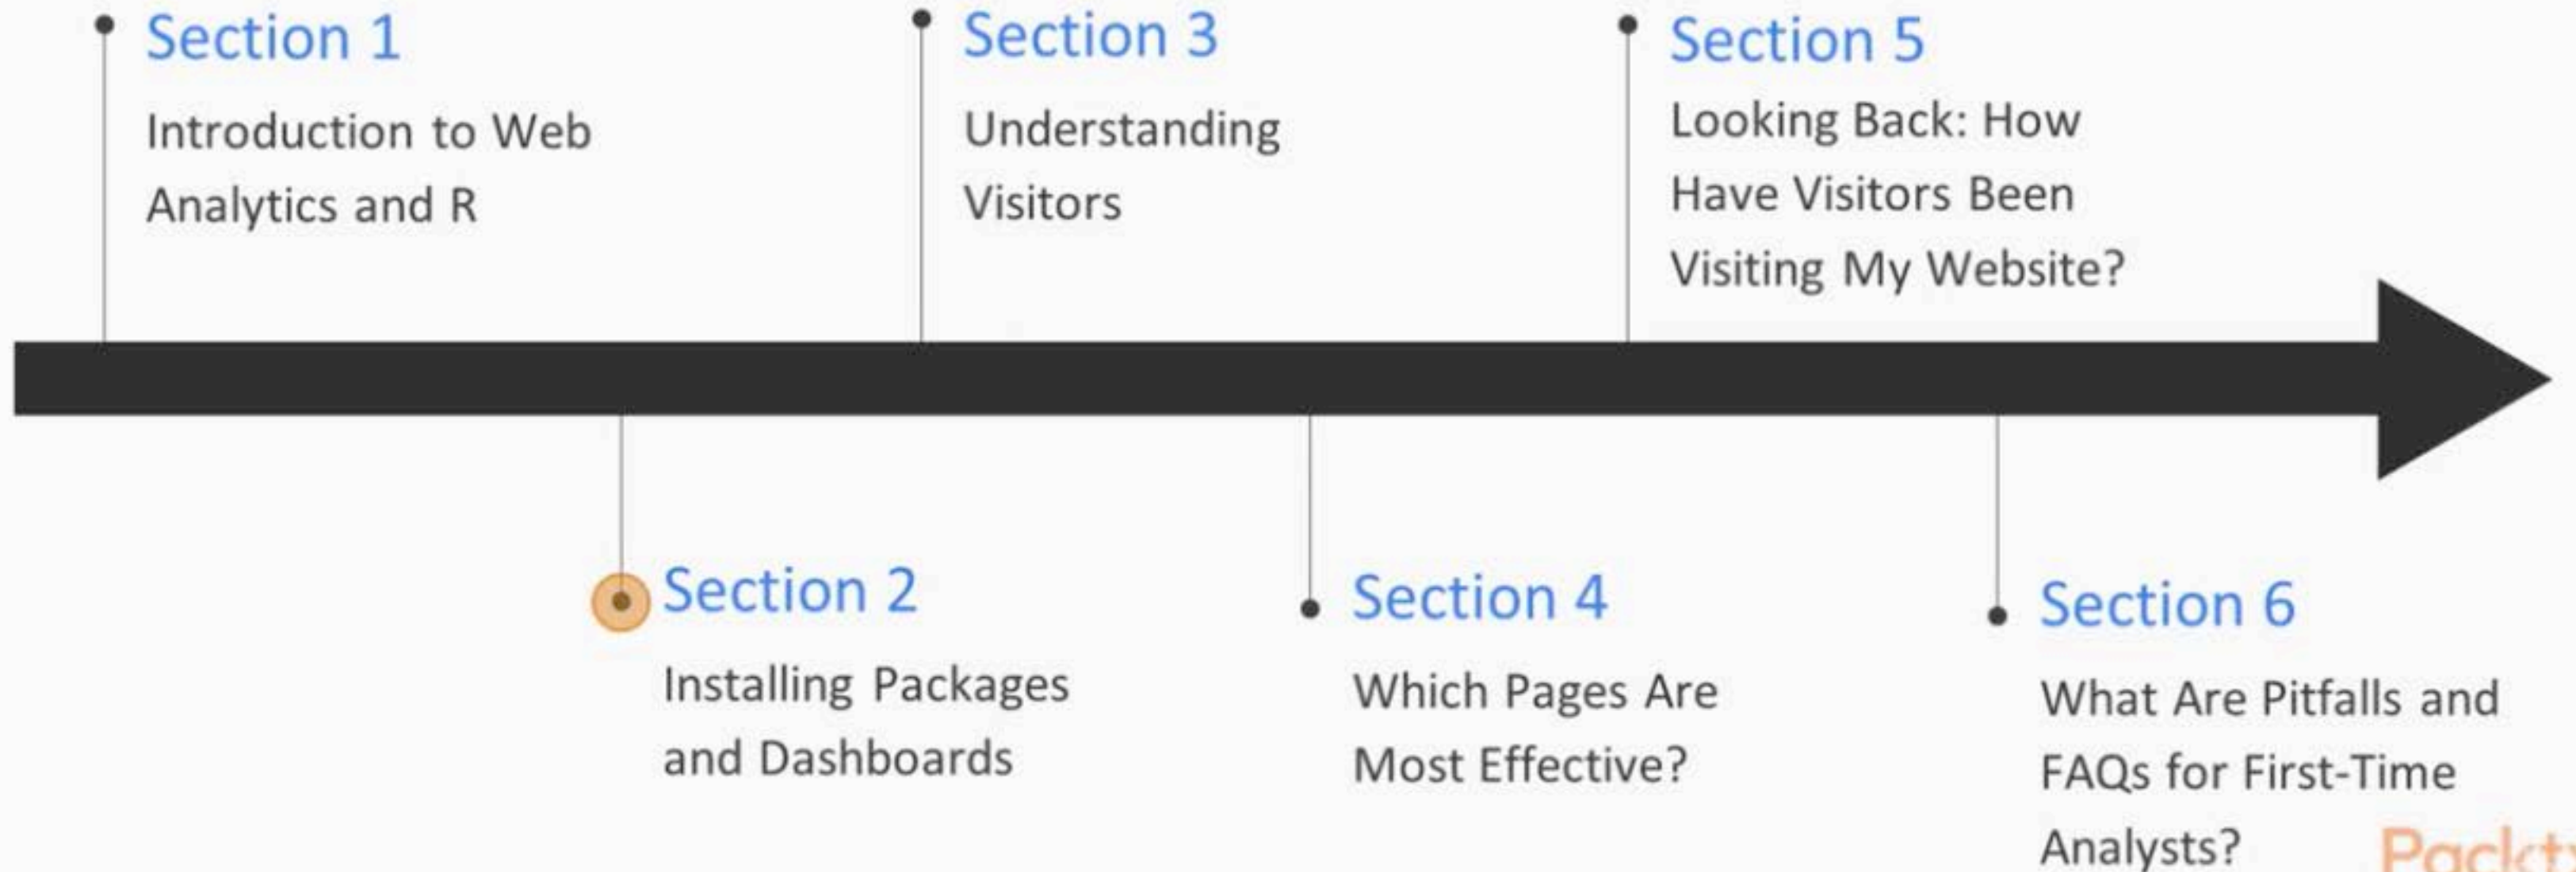 Section 1
Introduction to Web
Analytics and R
Section 2
Installing Packages
and Dashboards
Section 3
Understanding
Visitors
Section 4
Which Pages Are
Most Effective?
Section 5
Looking Back: How
Have Visitors Been
Visiting My Website?
Section 6
What Are Pitfalls and
FAQs for First-Time
Analysts?
Packt